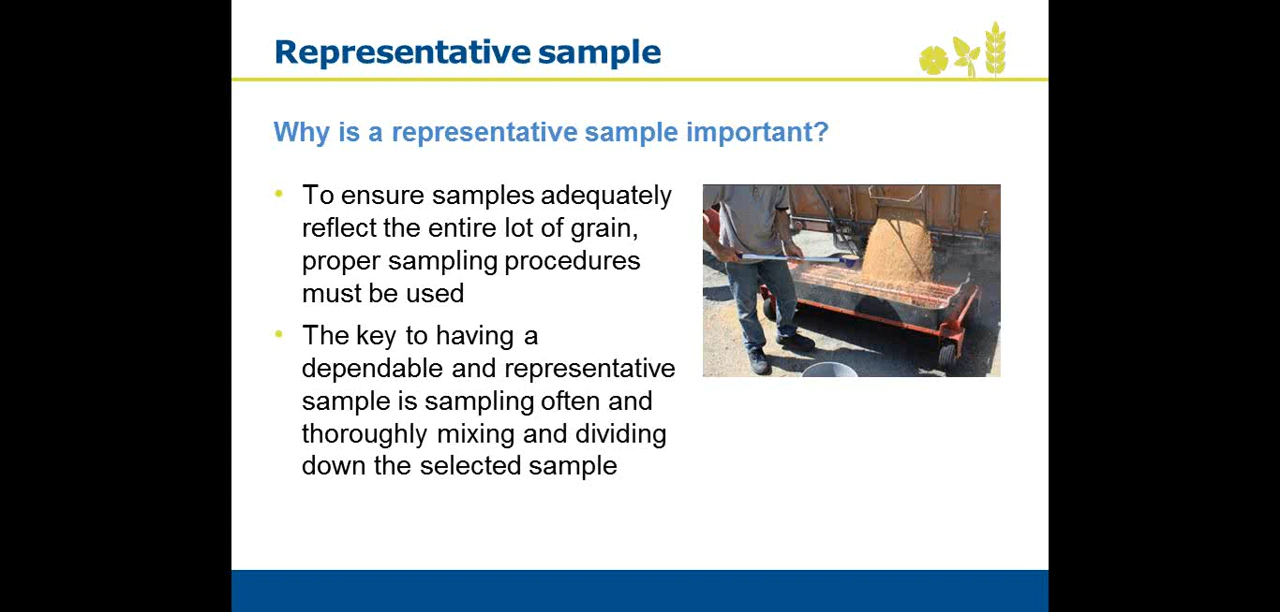 Representative sample
Why is a representative sample important?
• To ensure samples adequately
reflect the entire lot of grain,
proper sampling procedures
must be used
• The key to having a
dependable and representative
sample is sampling often and
thoroughly mixing and dividing
down the selected sample